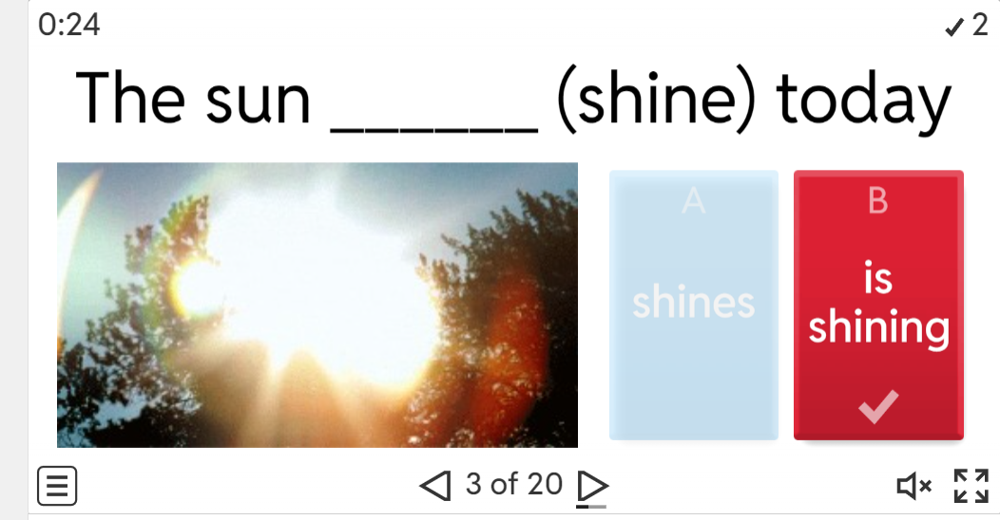 0:24
✓ 2
The sun ______ (shine) today
A
shines
B
is
shining
3 of 20